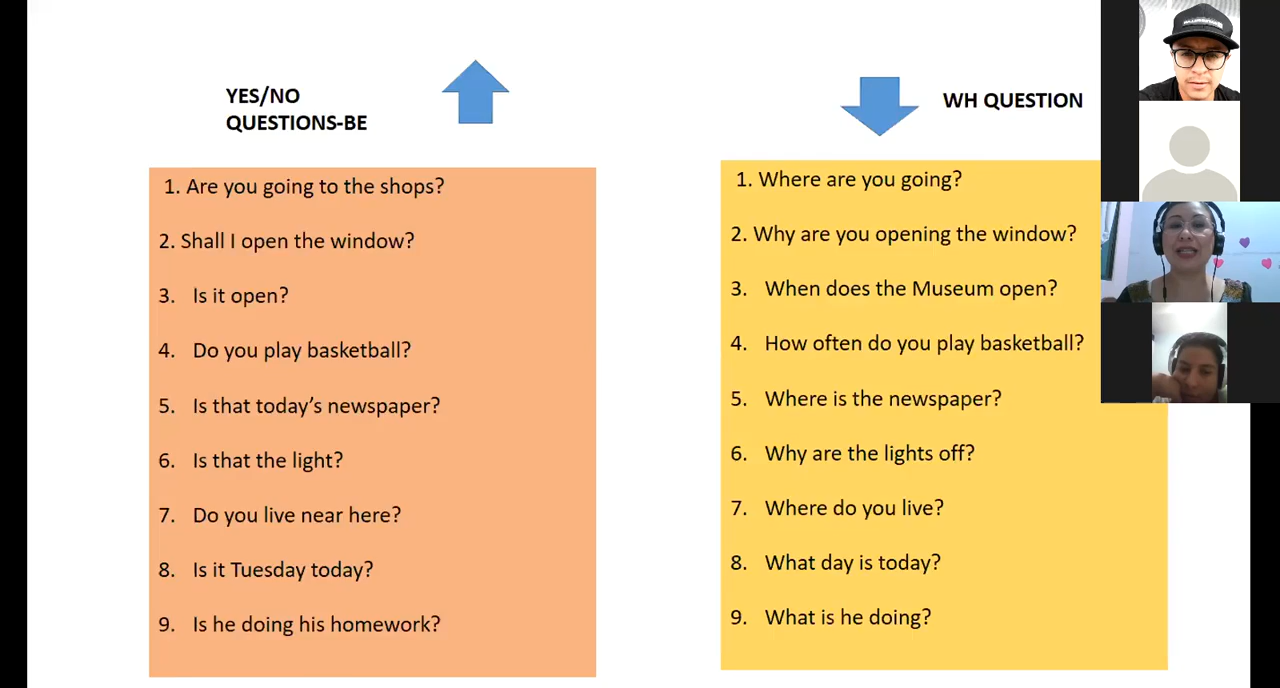 YES/NO
QUESTIONS-BE
1. Are you going to the shops?
2. Shall I open the window?
3. Is it open?
4. Do you play basketball?
5. Is that today’s newspaper?
6. Is that the light?
7. Do you live near here?
8. Is it Tuesday today?
9. Is he doing his homework?
WH QUESTION
1. Where are you going?
2. Why are you opening the window?
3. When does the Museum open?
4. How often do you play basketball?
5. Where is the newspaper?
6. Why are the lights off?
7. Where do you live?
8. What day is today?
9. What is he doing?